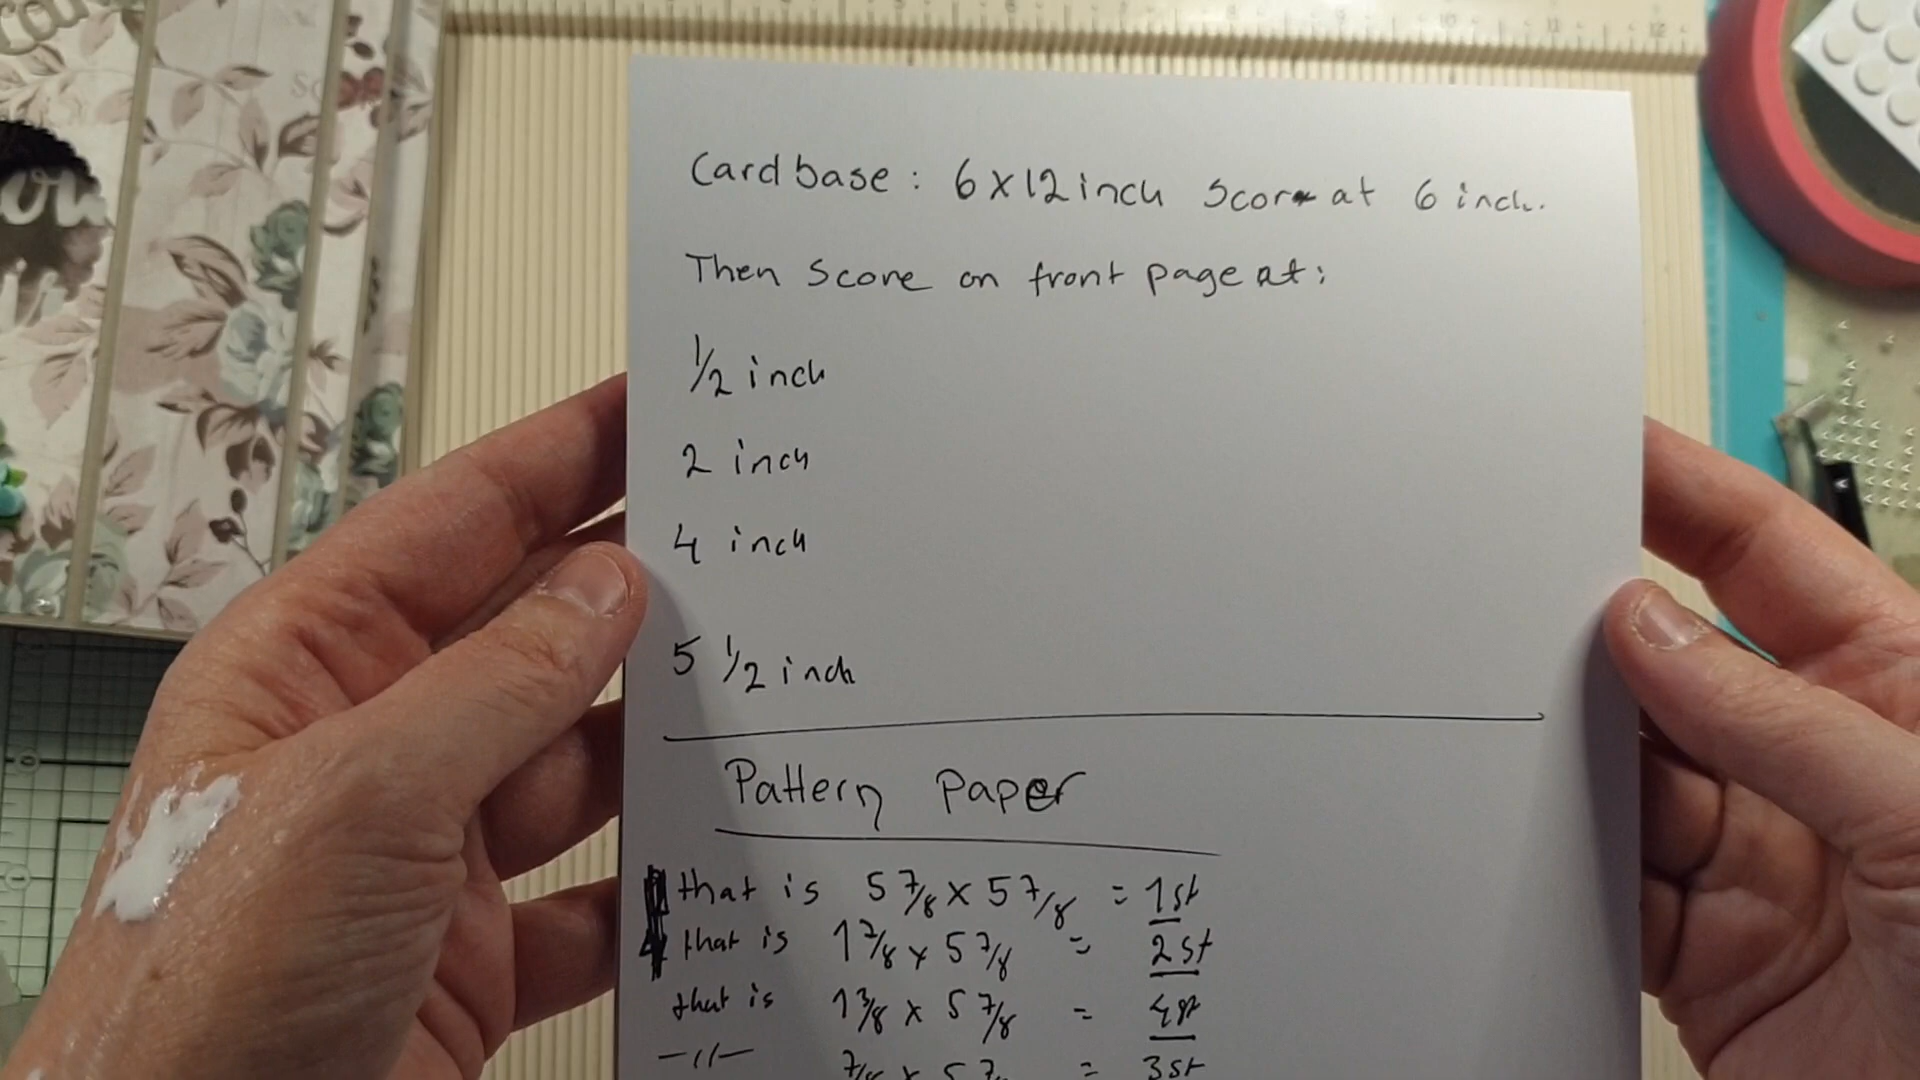 Card base : 6 x 12 inch Score at 6 inch.
Then Score on front page at:
1/2 inch
2 inch
4 inch
5 1/2 inch
Pattern paper
that is 5 7/8 x 5 7/8 = 1st
that is 1 7/8 x 5 7/8 = 2st
that is 1 3/8 x 5 7/8 = 4st
—//— x 5 = 3st